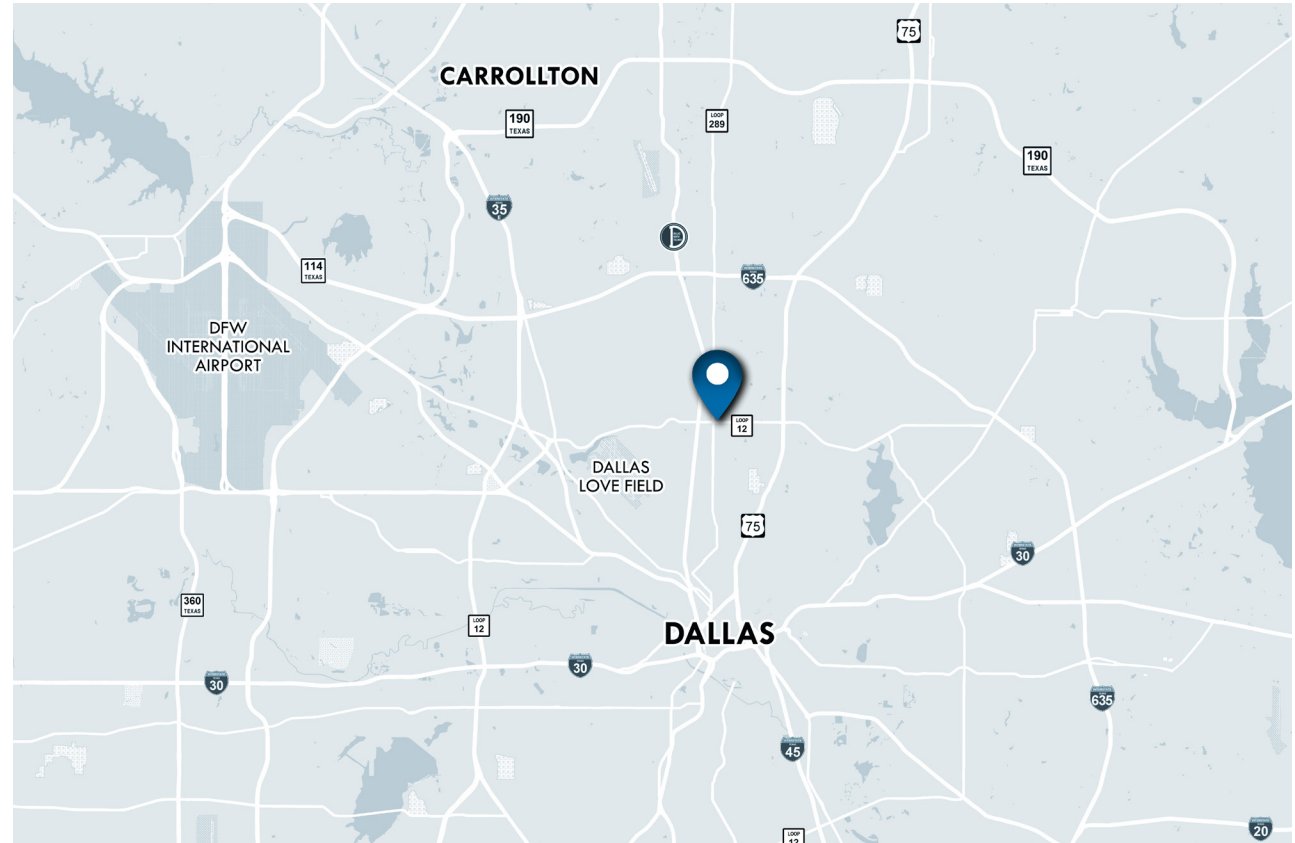 75
CARROLLTON
190
TEXAS
LOOP
289
190
TEXAS
35
E
D
114
TEXAS
635
DFW
INTERNATIONAL
AIRPORT
LOOP
12
DALLAS
LOVE FIELD
75
30
360
TEXAS
LOOP
12
DALLAS
30
30
635
45
LOOP
12
20